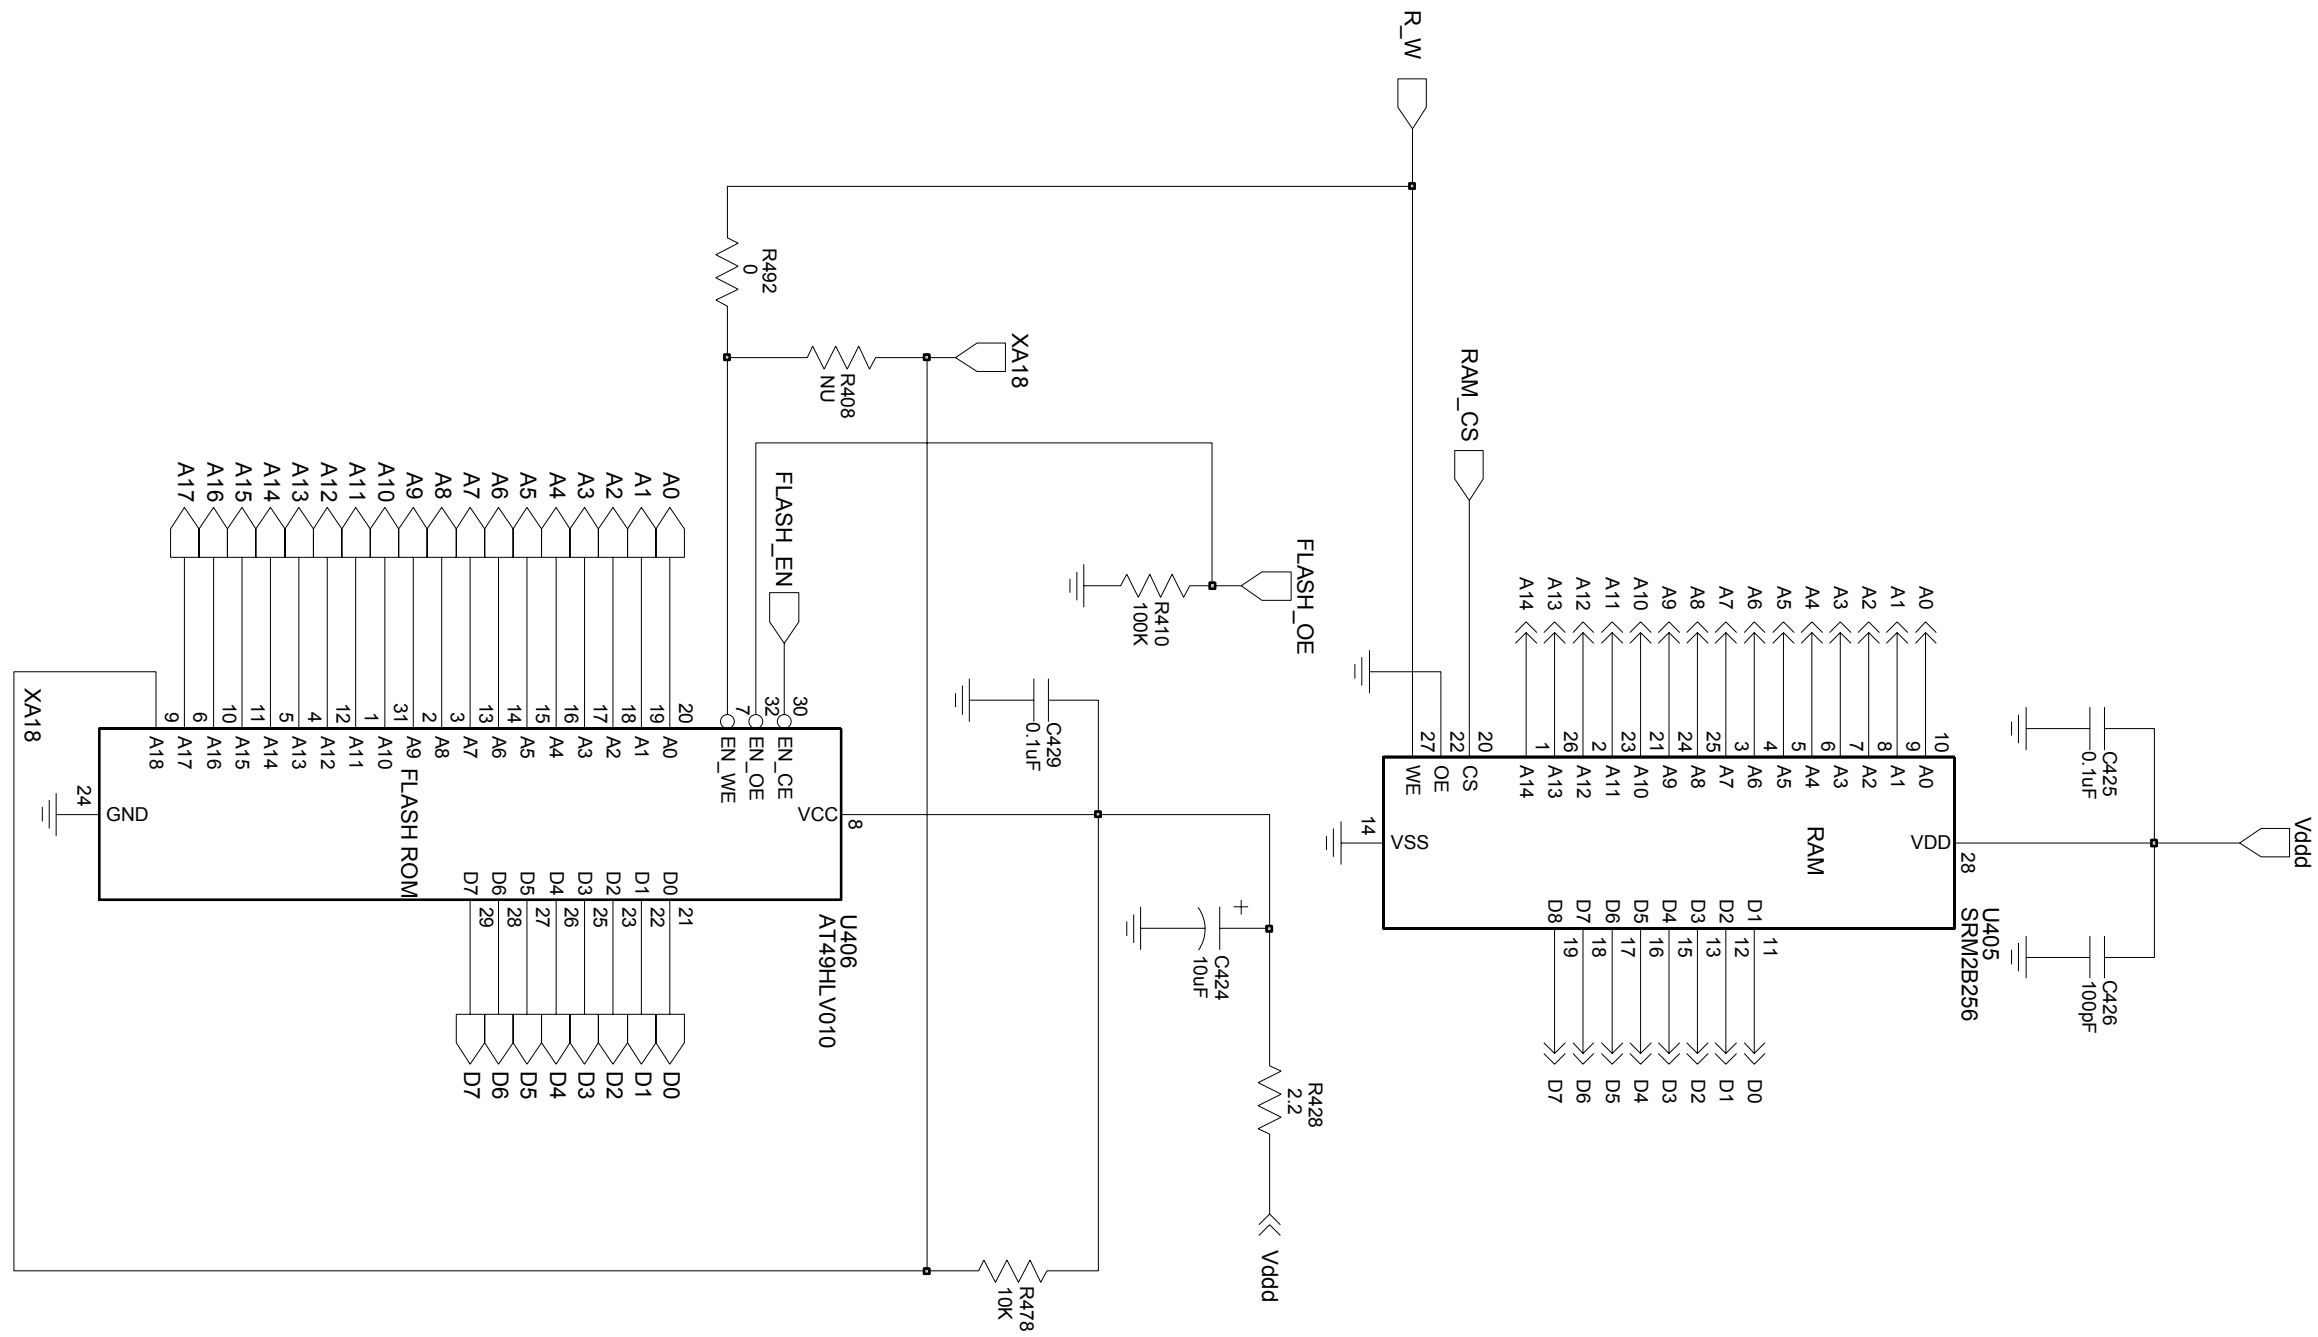 Vddd
C425
0.1uF
C426
100pF
U405
SRM2B256
RAM
VDD
28
A0 10 A0
A1 9 A1
A2 8 A2
A3 7 A3
A4 6 A4
A5 5 A5
A6 4 A6
A7 3 A7
A8 25 A8
A9 24 A9
A10 21 A10
A11 23 A11
A12 2 A12
A13 26 A13
A14 1 A14
D1 11 D0
D2 12 D1
D3 13 D2
D4 15 D3
D5 16 D4
D6 17 D5
D7 18 D6
D8 19 D7
RAM_CS
20 CS
22 OE
27 WE
14 VSS
R_W
FLASH_OE
R410
100K
R428
2.2
Vddd
+
C424
10uF
C429
0.1uF
R478
10K
XA18
R408
NU
R492
0
U406
AT49HLV010
FLASH ROM
VCC 8
FLASH_EN
30 EN_CE
32 EN_OE
7 EN_WE
A0 20 A0
A1 19 A1
A2 18 A2
A3 17 A3
A4 16 A4
A5 15 A5
A6 14 A6
A7 13 A7
A8 3 A8
A9 2 A9
A10 31 A10
A11 1 A11
A12 12 A12
A13 4 A13
A14 5 A14
A15 11 A15
A16 10 A16
A17 6 A17
9 A18
XA18
D0 21 D0
D1 22 D1
D2 23 D2
D3 25 D3
D4 26 D4
D5 27 D5
D6 28 D6
D7 29 D7
24 GND